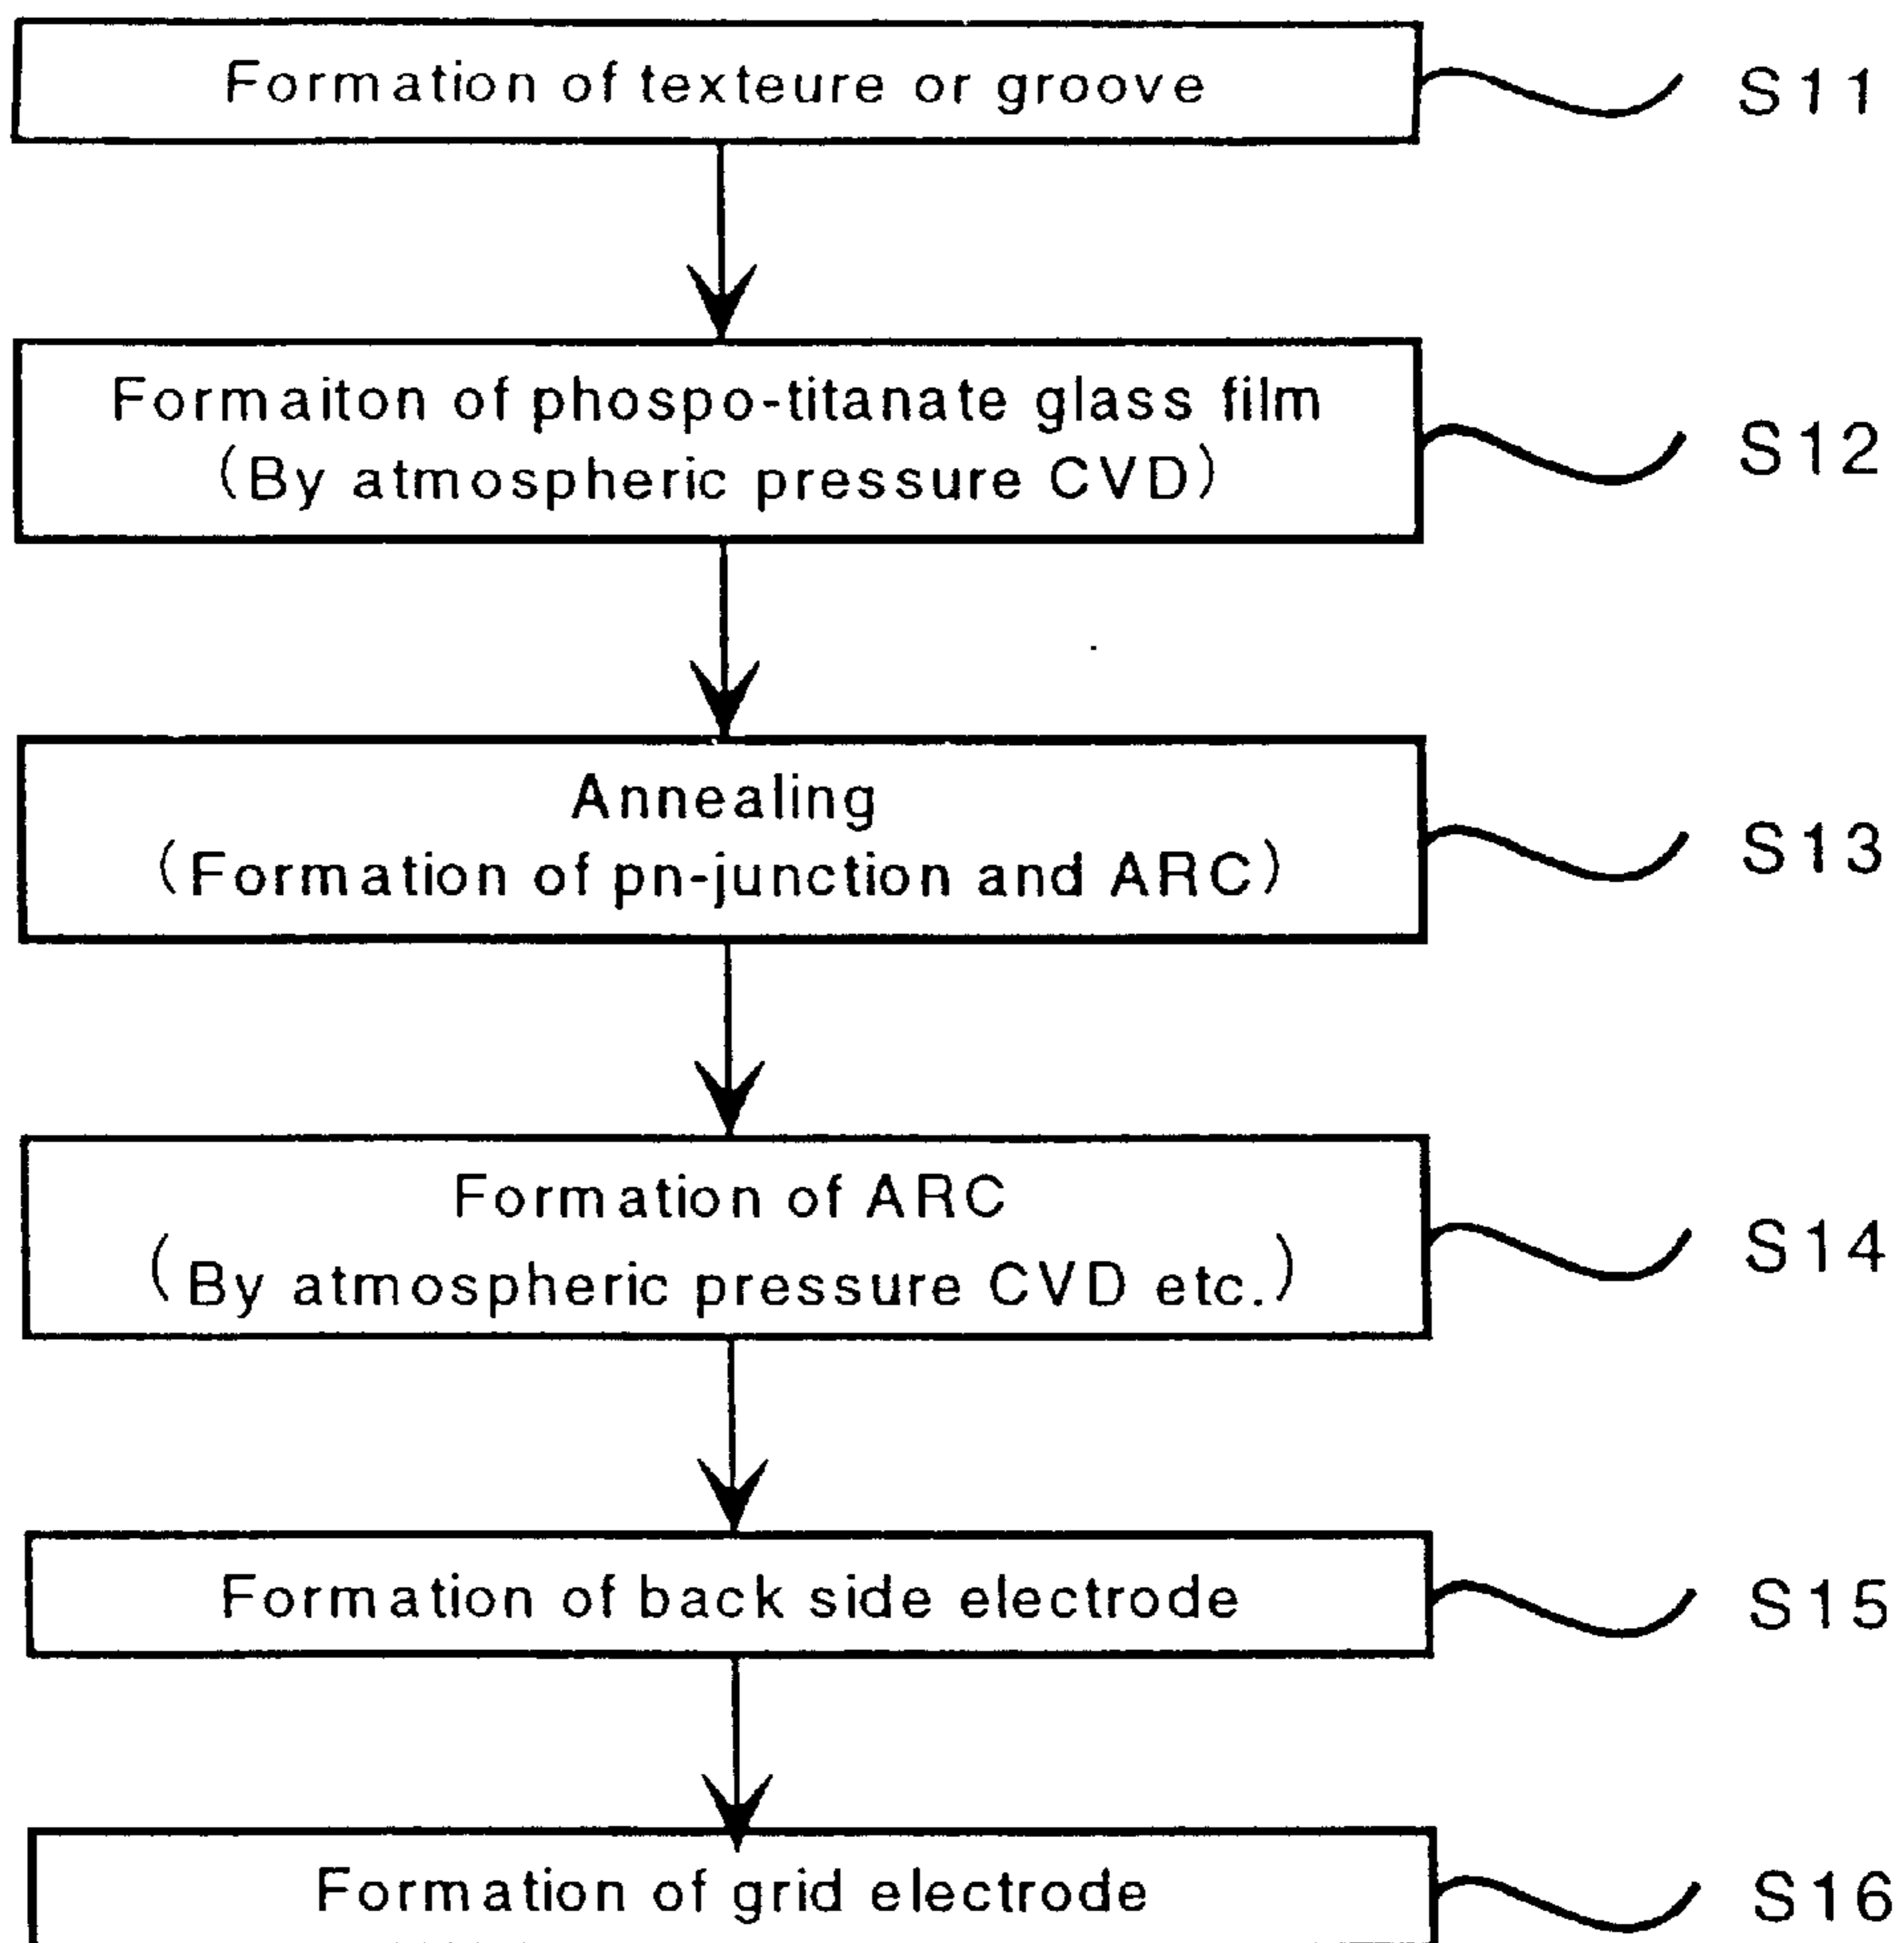 Formation of texteure or groove
S11
Formaiton of phospo-titanate glass film
(By atmospheric pressure CVD)
S12
Annealing
(Formation of pn-junction and ARC)
S13
Formation of ARC
(By atmospheric pressure CVD etc.)
S14
Formation of back side electrode
S15
Formation of grid electrode
S16